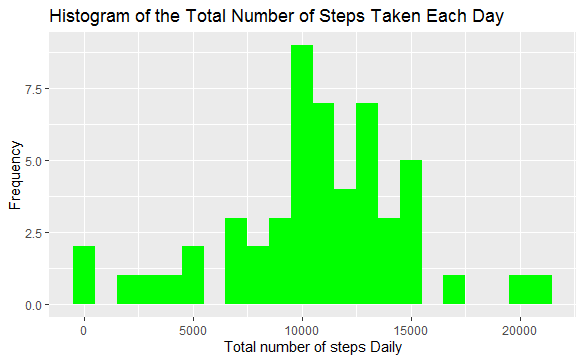 Histogram of the Total Number of Steps Taken Each Day
Frequency
7.5
5.0
2.5
0.0
0 5000 10000 15000 20000
Total number of steps Daily